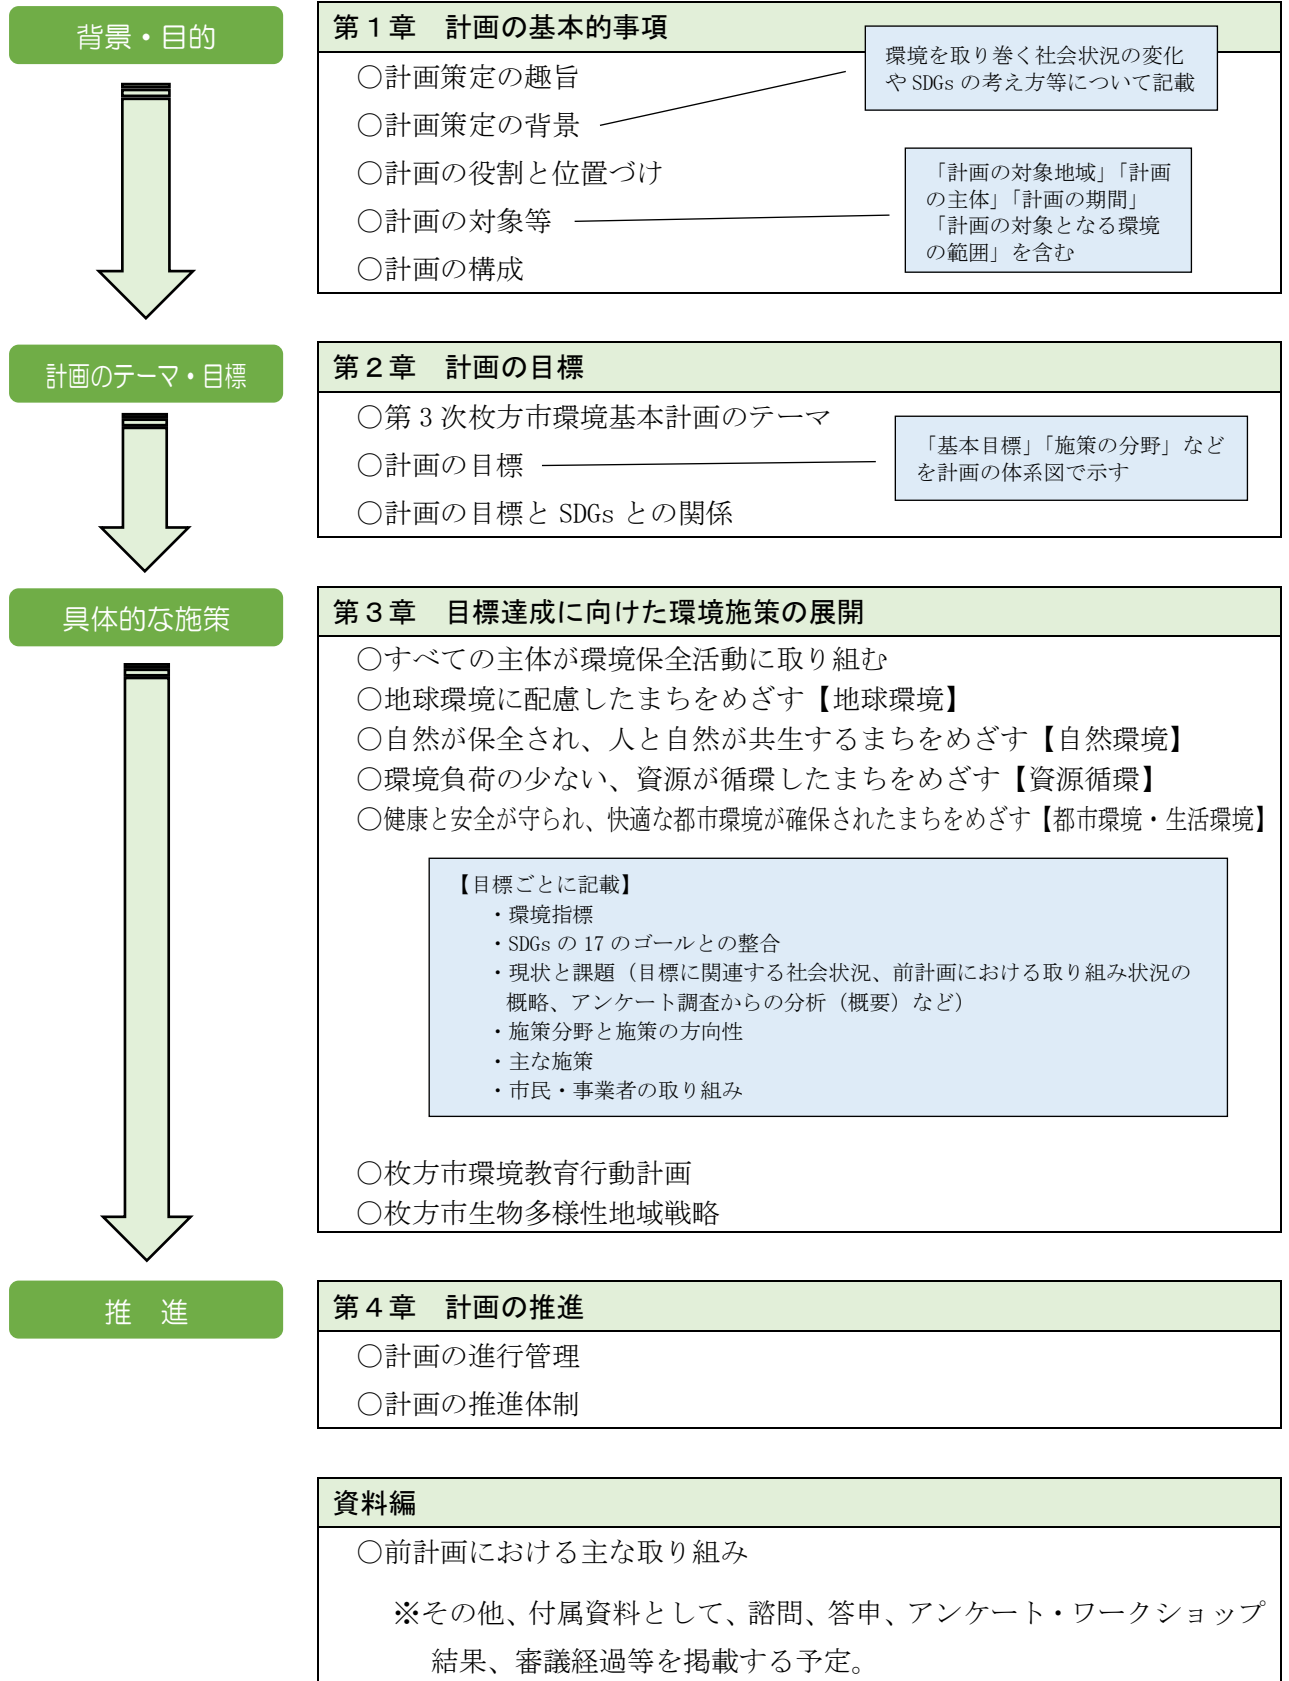 背景・目的
第１章　計画の基本的事項
環境を取り巻く社会状況の変化
や SDGs の考え方等について記載
○計画策定の趣旨
○計画策定の背景
○計画の役割と位置づけ
○計画の対象等
○計画の構成
「計画の対象地域」「計画
の主体」「計画の期間」
「計画の対象となる環境
の範囲」を含む
計画のテーマ・目標
第２章　計画の目標
○第 3 次枚方市環境基本計画のテーマ
○計画の目標
○計画の目標と SDGs との関係
「基本目標」「施策の分野」など
を計画の体系図で示す
具体的な施策
第３章　目標達成に向けた環境施策の展開
○すべての主体が環境保全活動に取り組む
○地球環境に配慮したまちをめざす【地球環境】
○自然が保全され、人と自然が共生するまちをめざす【自然環境】
○環境負荷の少ない、資源が循環したまちをめざす【資源循環】
○健康と安全が守られ、快適な都市環境が確保されたまちをめざす【都市環境・生活環境】
【目標ごとに記載】
・環境指標
・SDGs の 17 のゴールとの整合
・現状と課題（目標に関連する社会状況、前計画における取り組み状況の
概略、アンケート調査からの分析（概要）など）
・施策分野と施策の方向性
・主な施策
・市民・事業者の取り組み
○枚方市環境教育行動計画
○枚方市生物多様性地域戦略
推　進
第４章　計画の推進
○計画の進行管理
○計画の推進体制
資料編
○前計画における主な取り組み
※その他、付属資料として、諮問、答申、アンケート・ワークショップ
結果、審議経過等を掲載する予定。